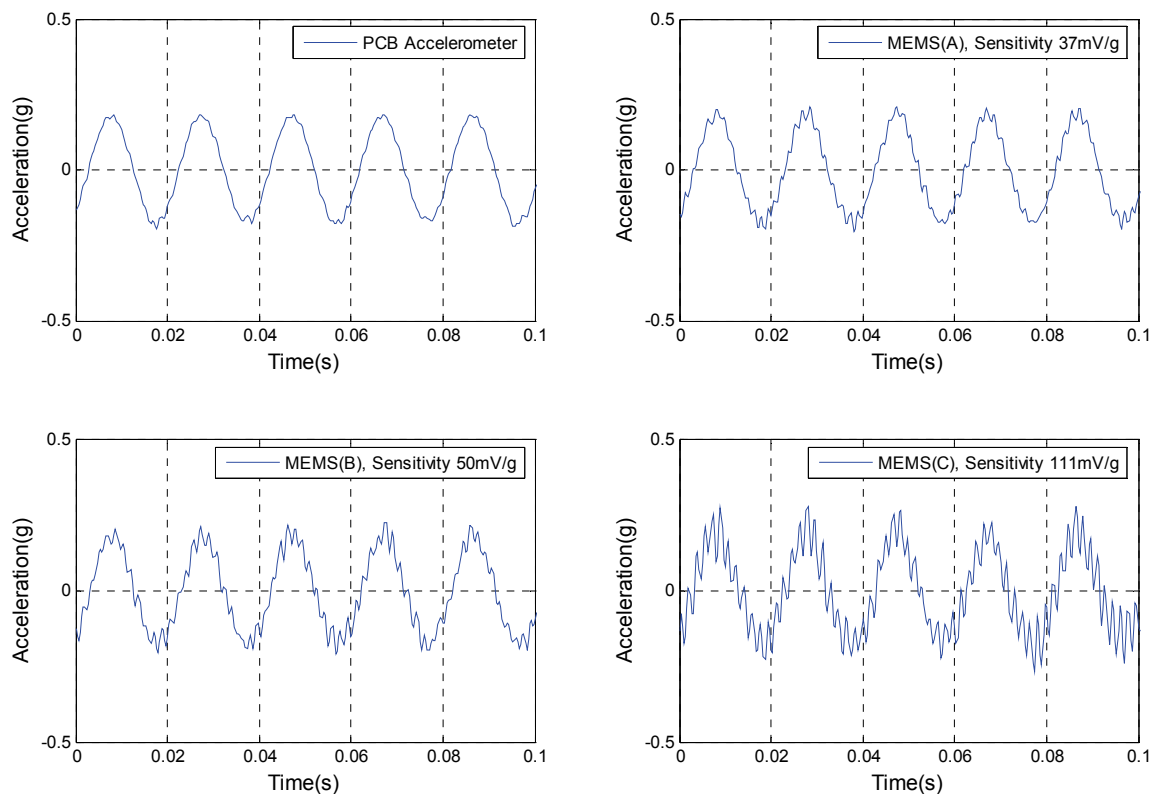 PCB Accelerometer
0.5
0
-0.5
Acceleration(g)
0 0.02 0.04 0.06 0.08 0.1
Time(s)
MEMS(A), Sensitivity 37mV/g
0.5
0
-0.5
Acceleration(g)
0 0.02 0.04 0.06 0.08 0.1
Time(s)
MEMS(B), Sensitivity 50mV/g
0.5
0
-0.5
Acceleration(g)
0 0.02 0.04 0.06 0.08 0.1
Time(s)
MEMS(C), Sensitivity 111mV/g
0.5
0
-0.5
Acceleration(g)
0 0.02 0.04 0.06 0.08 0.1
Time(s)